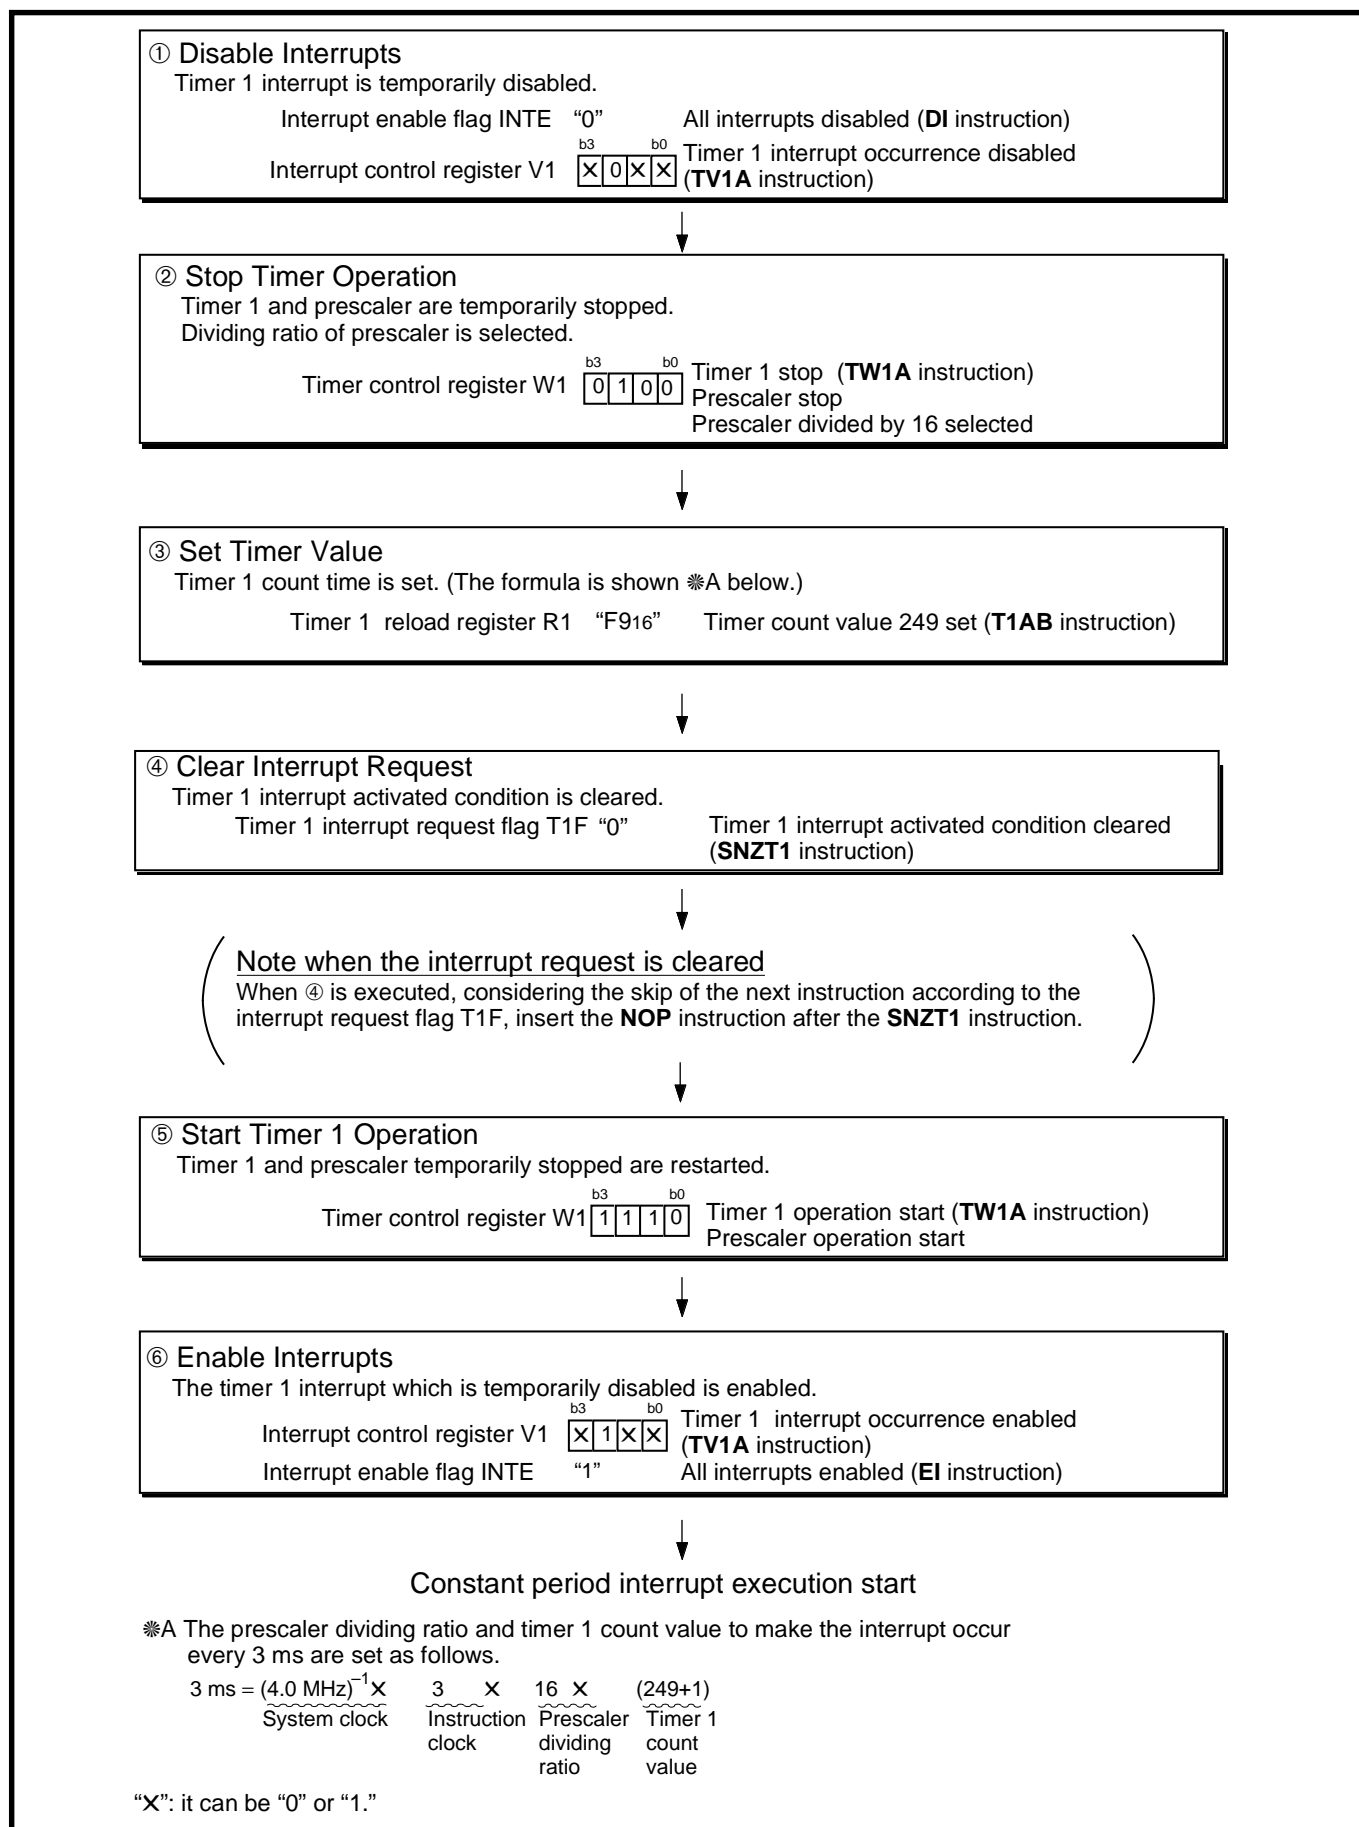 ① Disable Interrupts
Timer 1 interrupt is temporarily disabled.
Interrupt enable flag INTE “0” All interrupts disabled (DI instruction)
b3 b0
Interrupt control register V1 X 0 X X Timer 1 interrupt occurrence disabled
(TV1A instruction)
② Stop Timer Operation
Timer 1 and prescaler are temporarily stopped.
Dividing ratio of prescaler is selected.
b3 b0
Timer control register W1 0 1 0 0 Timer 1 stop (TW1A instruction)
Prescaler stop
Prescaler divided by 16 selected
③ Set Timer Value
Timer 1 count time is set. (The formula is shown ❊A below.)
Timer 1 reload register R1 “F916” Timer count value 249 set (T1AB instruction)
④ Clear Interrupt Request
Timer 1 interrupt activated condition is cleared.
Timer 1 interrupt request flag T1F “0” Timer 1 interrupt activated condition cleared
(SNZT1 instruction)
Note when the interrupt request is cleared
When ④ is executed, considering the skip of the next instruction according to the
interrupt request flag T1F, insert the NOP instruction after the SNZT1 instruction.
⑤ Start Timer 1 Operation
Timer 1 and prescaler temporarily stopped are restarted.
b3 b0
Timer control register W1 1 1 1 0 Timer 1 operation start (TW1A instruction)
Prescaler operation start
⑥ Enable Interrupts
The timer 1 interrupt which is temporarily disabled is enabled.
b3 b0
Interrupt control register V1 X 1 X X Timer 1 interrupt occurrence enabled
(TV1A instruction)
Interrupt enable flag INTE “1” All interrupts enabled (EI instruction)
Constant period interrupt execution start
❊A The prescaler dividing ratio and timer 1 count value to make the interrupt occur
every 3 ms are set as follows.
3 ms = (4.0 MHz)–1 X 3 X 16 X (249+1)
System clock Instruction Prescaler Timer 1
clock dividing count
ratio value
“X”: it can be “0” or “1.”